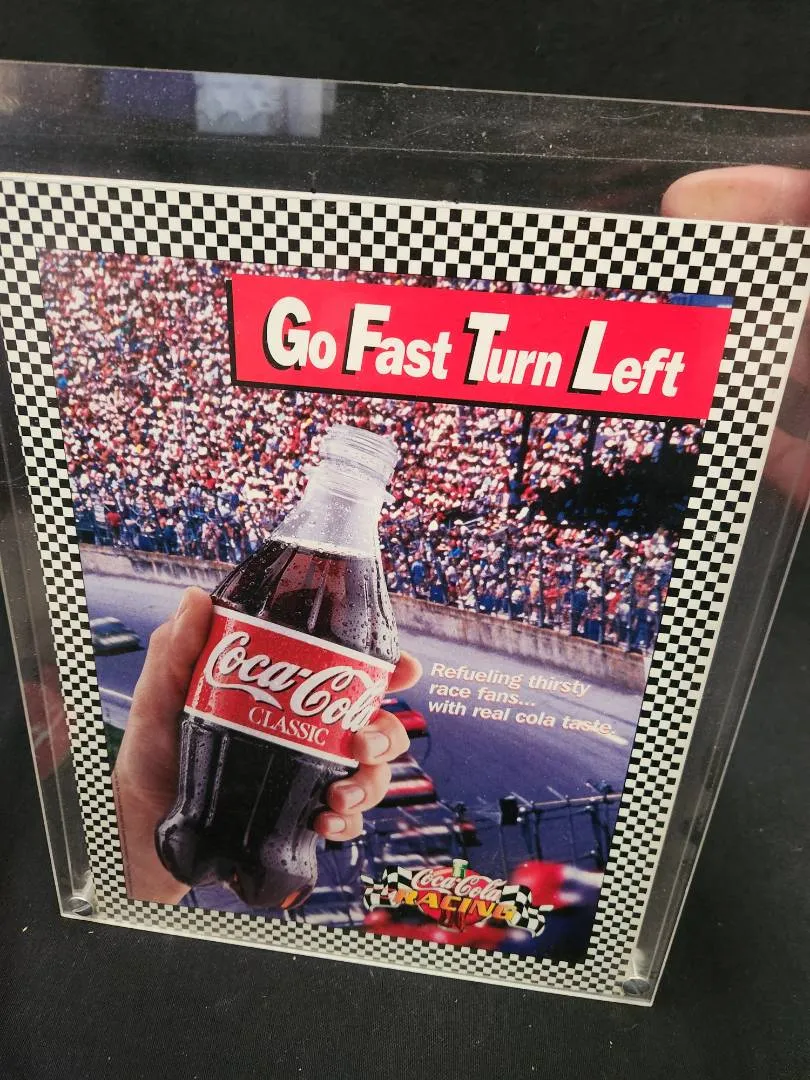 Go Fast Turn Left
Coca-Cola
CLASSIC
Refueling thirsty
race fans...
with real cola taste.
Coca-Cola
RACING